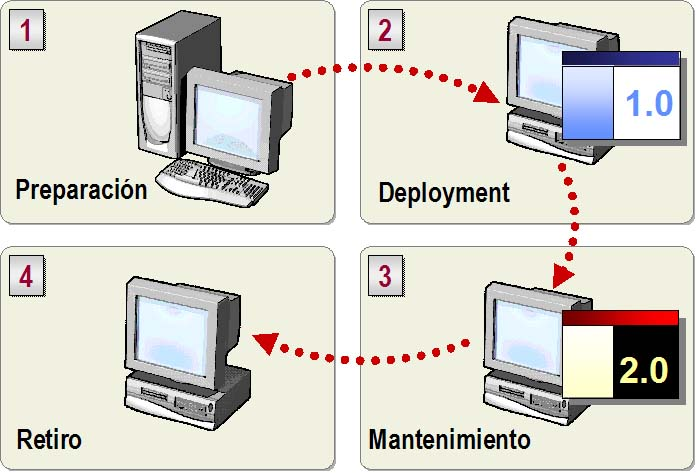 1
Preparación
2
1.0
Deployment
3
2.0
Mantenimiento
4
Retiro